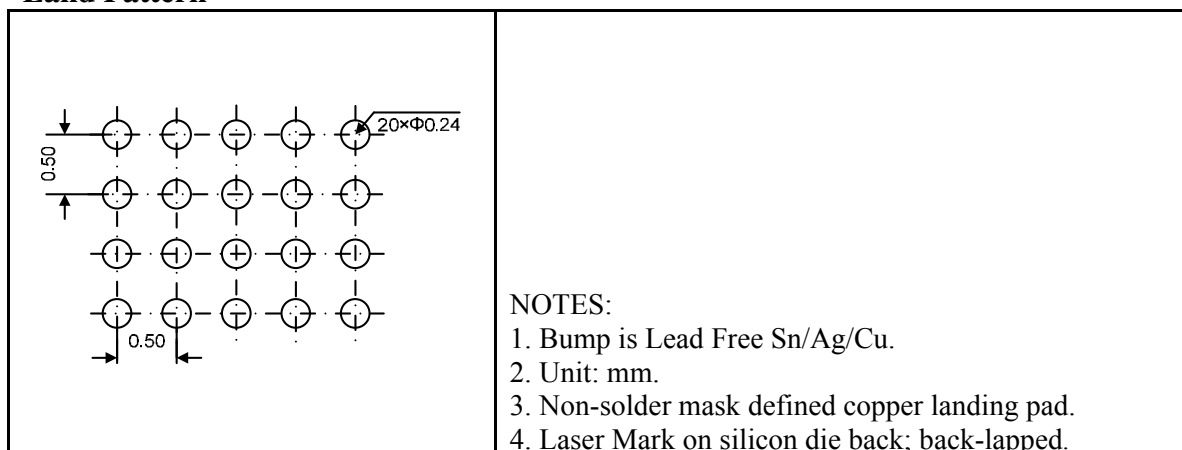 Land Pattern
20×Φ0.24
0.50
0.50
NOTES:
1. Bump is Lead Free Sn/Ag/Cu.
2. Unit: mm.
3. Non-solder mask defined copper landing pad.
4. Laser Mark on silicon die back; back-lapped.